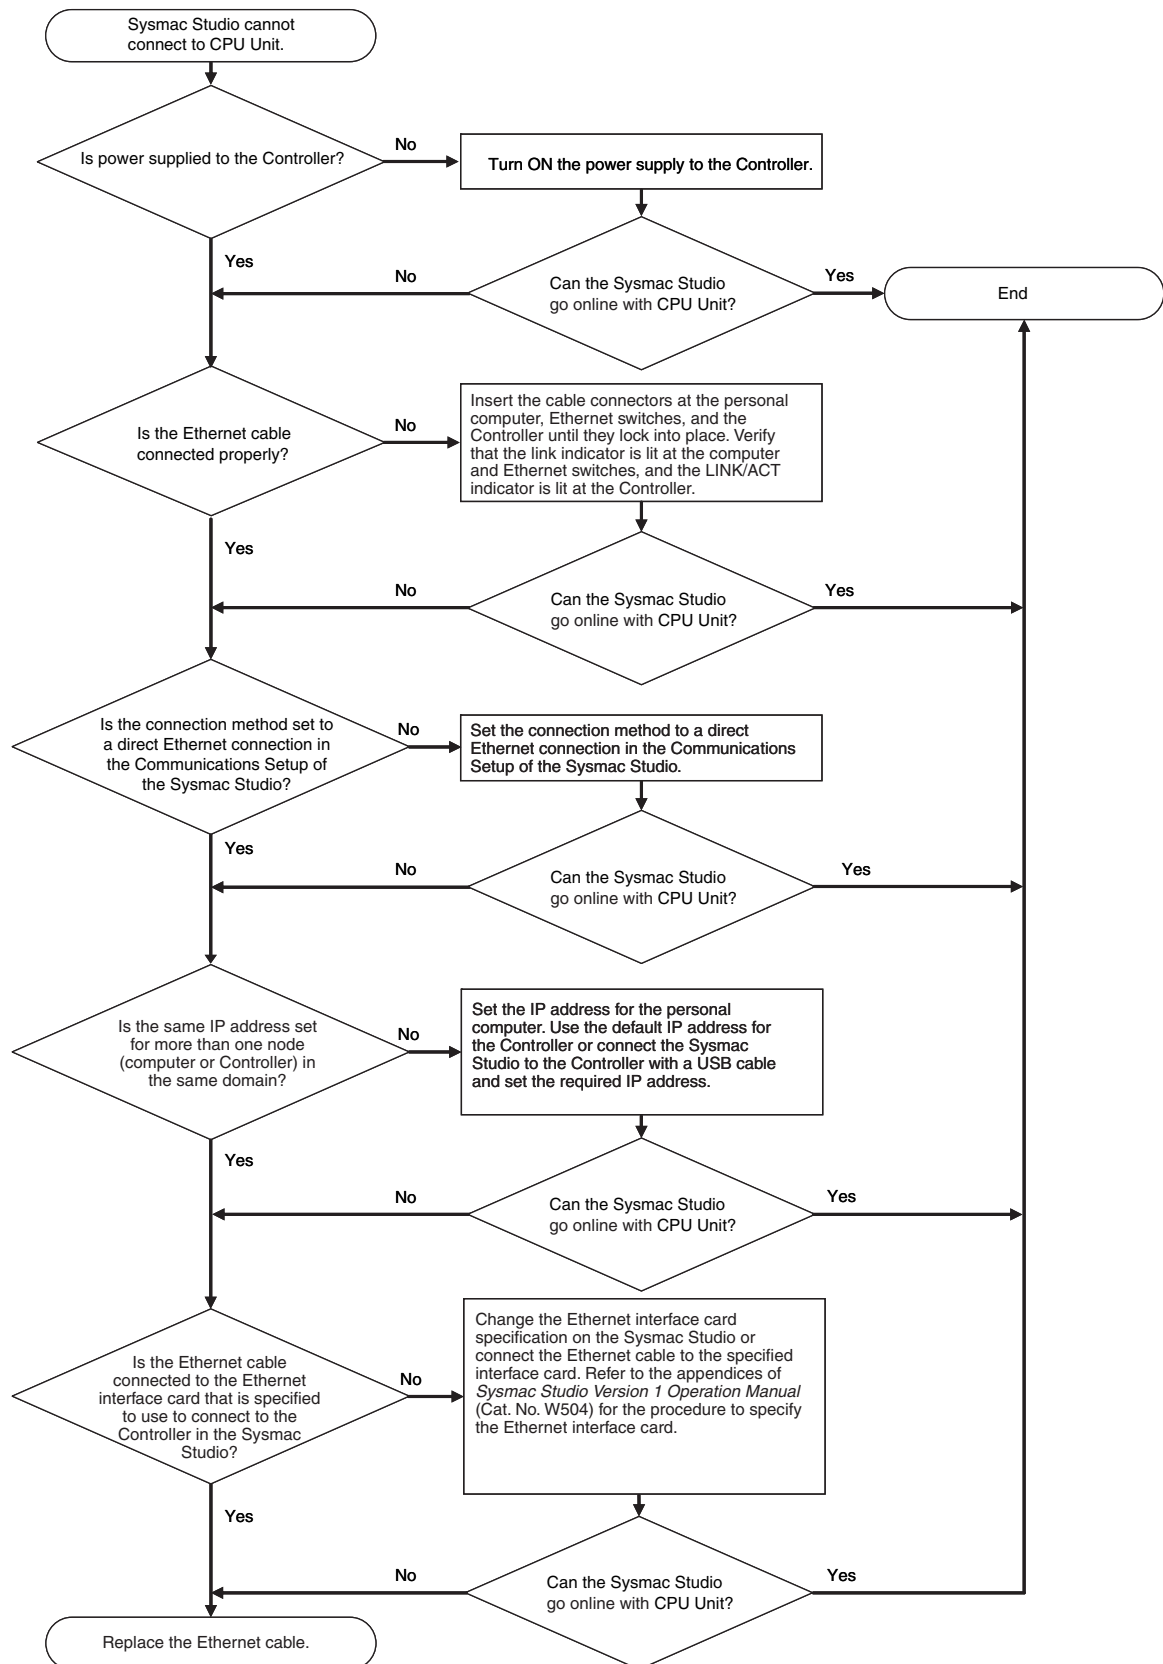 Sysmac Studio cannot
connect to CPU Unit.
Is power supplied to the Controller?
No
Turn ON the power supply to the Controller.
Yes
No
Can the Sysmac Studio
go online with CPU Unit?
Yes
End
Is the Ethernet cable
connected properly?
No
Insert the cable connectors at the personal
computer, Ethernet switches, and the
Controller until they lock into place. Verify
that the link indicator is lit at the computer
and Ethernet switches, and the LINK/ACT
indicator is lit at the Controller.
Yes
No
Can the Sysmac Studio
go online with CPU Unit?
Yes
Is the connection method set to
a direct Ethernet connection in
the Communications Setup of
the Sysmac Studio?
No
Set the connection method to a direct
Ethernet connection in the Communications
Setup of the Sysmac Studio.
Yes
No
Can the Sysmac Studio
go online with CPU Unit?
Yes
Is the same IP address set
for more than one node
(computer or Controller) in
the same domain?
No
Set the IP address for the personal
computer. Use the default IP address for
the Controller or connect the Sysmac
Studio to the Controller with a USB cable
and set the required IP address.
Yes
No
Can the Sysmac Studio
go online with CPU Unit?
Yes
Is the Ethernet cable
connected to the Ethernet
interface card that is specified
to use to connect to the
Controller in the Sysmac
Studio?
No
Change the Ethernet interface card
specification on the Sysmac Studio or
connect the Ethernet cable to the specified
interface card. Refer to the appendices of
Sysmac Studio Version 1 Operation Manual
(Cat. No. W504) for the procedure to specify
the Ethernet interface card.
Yes
No
Can the Sysmac Studio
go online with CPU Unit?
Yes
Replace the Ethernet cable.